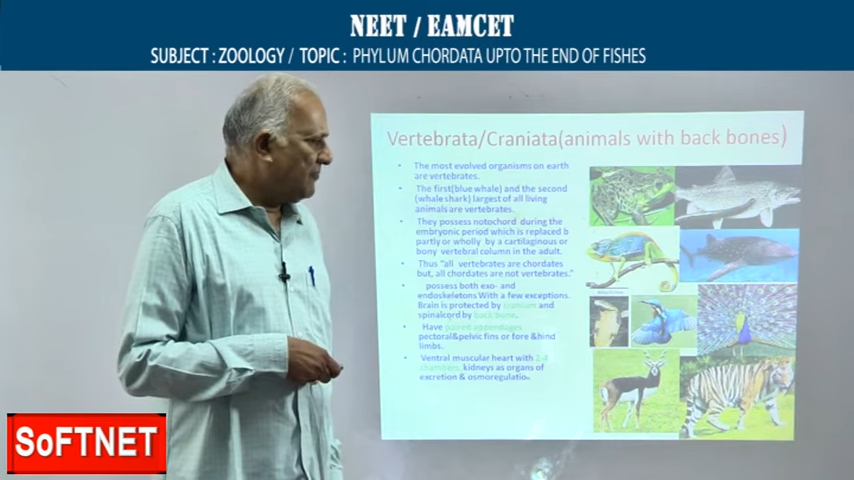 NEET / EAMCET
SUBJECT : ZOOLOGY / TOPIC : PHYLUM CHORDATA UPTO THE END OF FISHES
Vertebrata/Craniata(animals with back bones)
• The most evolved organisms on earth
are vertebrates.
• The first(blue whale) and the second
(whale shark) largest of all living
animals are vertebrates.
• They possess notochord during the
embryonic period which is replaced b
partly or wholly by a cartilaginous or
bony vertebral column in the adult.
• Thus "all vertebrates are chordates
but, all chordates are not vertebrates."
• possess both exo- and
endoskeletons With a few exceptions.
Brain is protected by cranium and
spinalcord by back bone.
• Have paired appendages
pectoral&pelvic fins or fore &hind
limbs.
• Ventral muscular heart with 2-4
chambers, kidneys as organs of
excretion & osmoregulatio.
SoFTNET